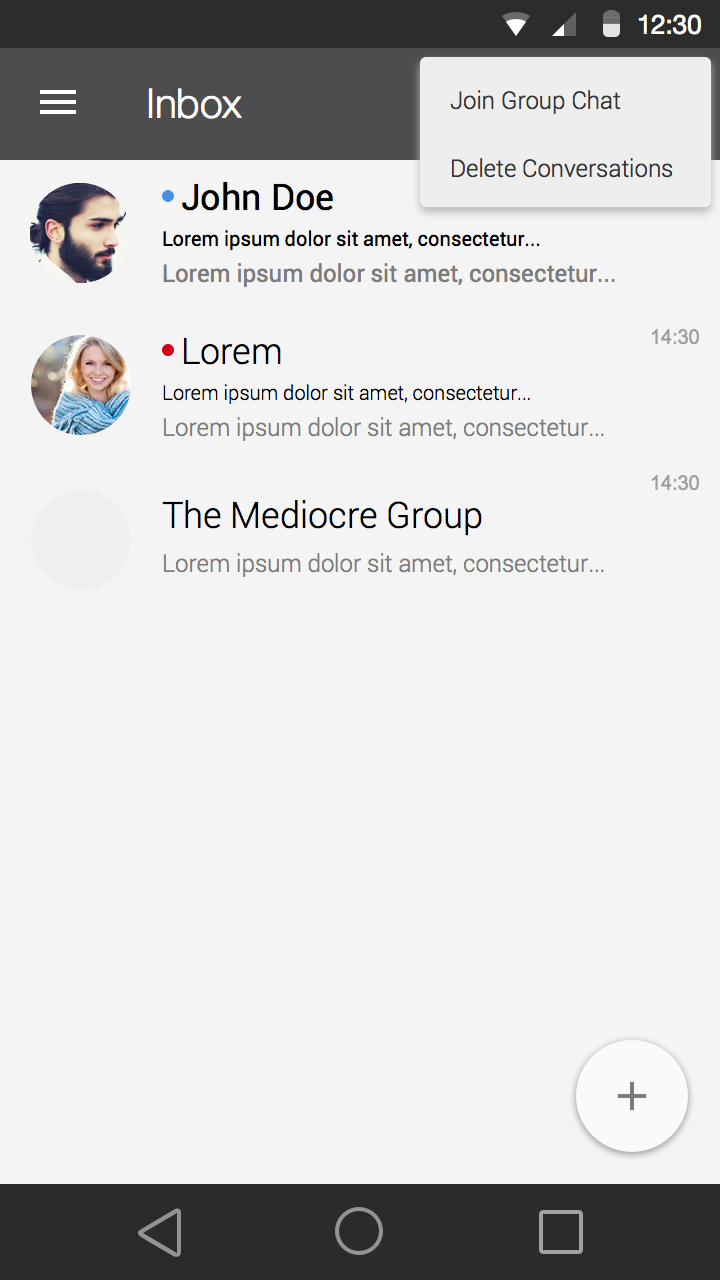 12:30
Inbox
Join Group Chat
Delete Conversations
John Doe
Lorem ipsum dolor sit amet, consectetur...
Lorem ipsum dolor sit amet, consectetur...
14:30
Lorem
Lorem ipsum dolor sit amet, consectetur...
Lorem ipsum dolor sit amet, consectetur...
14:30
The Mediocre Group
Lorem ipsum dolor sit amet, consectetur...